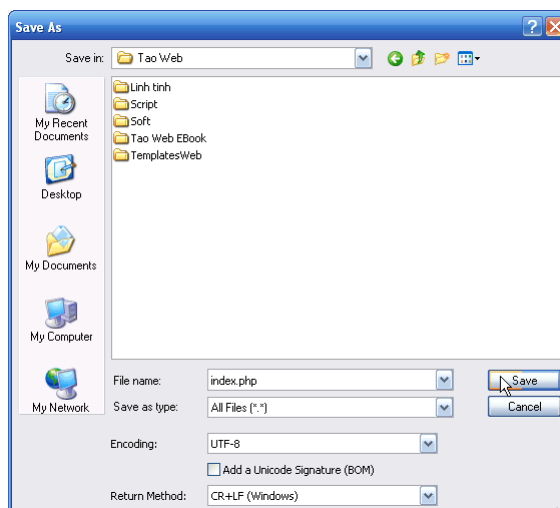 Save As
Save in: Tao Web
My Recent
Documents
Desktop
My Documents
My Computer
My Network
Linh tinh
Script
Soft
Tao Web EBook
TemplatesWeb
File name: index.php Save
Save as type: All Files (*.*) Cancel
Encoding: UTF-8
Add a Unicode Signature (BOM)
Return Method: CR+LF (Windows)